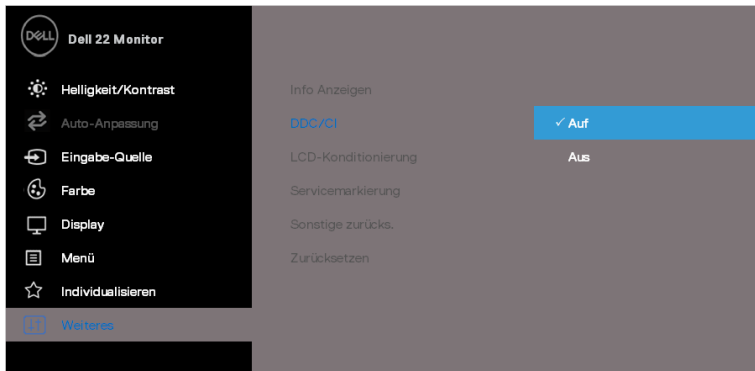 DELL Dell 22 Monitor
Helligkeit/Kontrast
Auto-Anpassung
Eingabe-Quelle
Farbe
Display
Menü
Individualisieren
Weiteres
Info Anzeigen
DDC/CI
LCD-Konditionierung
Servicemarkierung
Sonstige zurücks.
Zurücksetzen
✓ Auf
Aus